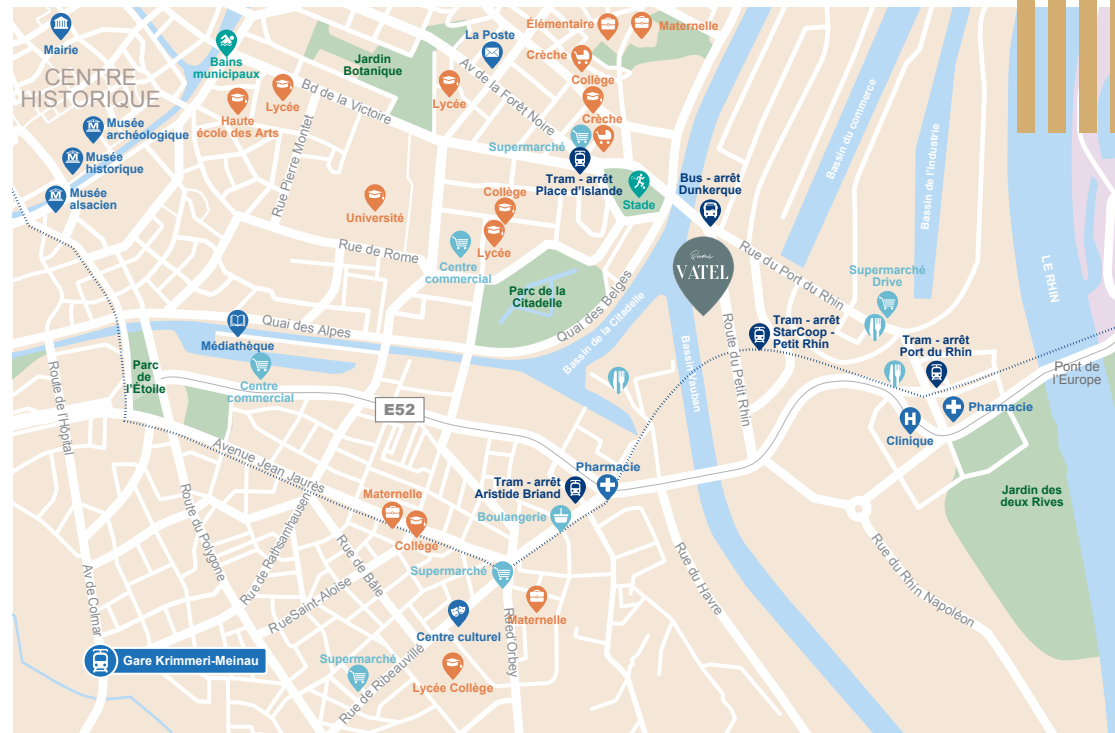 Élémentaire
Maternelle
La Poste
Mairie
Bains
municipaux
Jardin
Botanique
Crèche
Collège
Crèche
CENTRE
HISTORIQUE
Lycée
Haute
école des Arts
Bd de la Victoire
Lycée
Av de la Forêt Noire
Supermarché
Musée
archéologique
Musée
historique
Musée
alsacien
Rue Pierre Montet
Université
Collège
Lycée
Tram - arrêt
Place d'Islande
Stade
Bus - arrêt
Dunkerque
Bassin du commerce
Bassin de l'Industrie
LE RHIN
Rue de Rome
Centre
commercial
Parc de la
Citadelle
Quai des Belges
Bassin de la Citadelle
Quai
VATEL
Rue du Port du Rhin
Supermarché
Drive
Quai des Alpes
Médiathèque
Centre
commercial
Parc
de
l'Étoile
Route de l'Hôpital
Bassin Vauban
Route du Petit Rhin
Tram - arrêt
StarCoop -
Petit Rhin
Tram - arrêt
Port du Rhin
Pont de
l'Europe
E52
Pharmacie
Clinique
Avenue Jean Jaurès
Pharmacie
Tram - arrêt
Aristide Briand
Boulangerie
Maternelle
Collège
Jardin des
deux Rives
Route du Polygone
Rue de Rathsamhausen
Rue de Bâle
Supermarché
Rue du Havre
Rue du Rhin Napoléon
Av de Colmar
RueSaint-Aloise
Maternelle
Centre culturel
Rued'Orbey
Gare Krimmeri-Meinau
Supermarché
Rue de Ribeauvillé
Lycée Collège